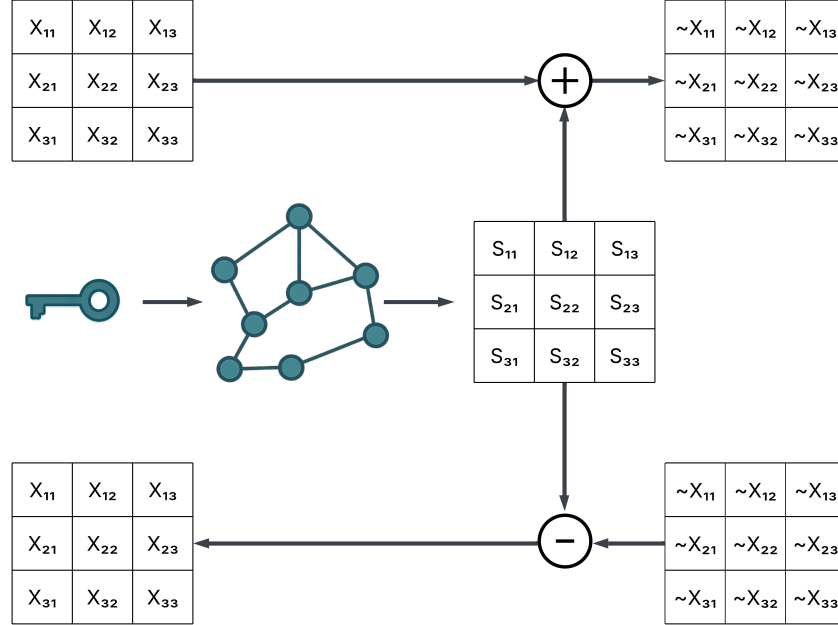 X₁₁ X₁₂ X₁₃ ~X₁₁ ~X₁₂ ~X₁₃
X₂₁ X₂₂ X₂₃ + ~X₂₁ ~X₂₂ ~X₂₃
X₃₁ X₃₂ X₃₃ ~X₃₁ ~X₃₂ ~X₃₃
S₁₁ S₁₂ S₁₃
S₂₁ S₂₂ S₂₃
S₃₁ S₃₂ S₃₃
X₁₁ X₁₂ X₁₃ ~X₁₁ ~X₁₂ ~X₁₃
X₂₁ X₂₂ X₂₃ - ~X₂₁ ~X₂₂ ~X₂₃
X₃₁ X₃₂ X₃₃ ~X₃₁ ~X₃₂ ~X₃₃